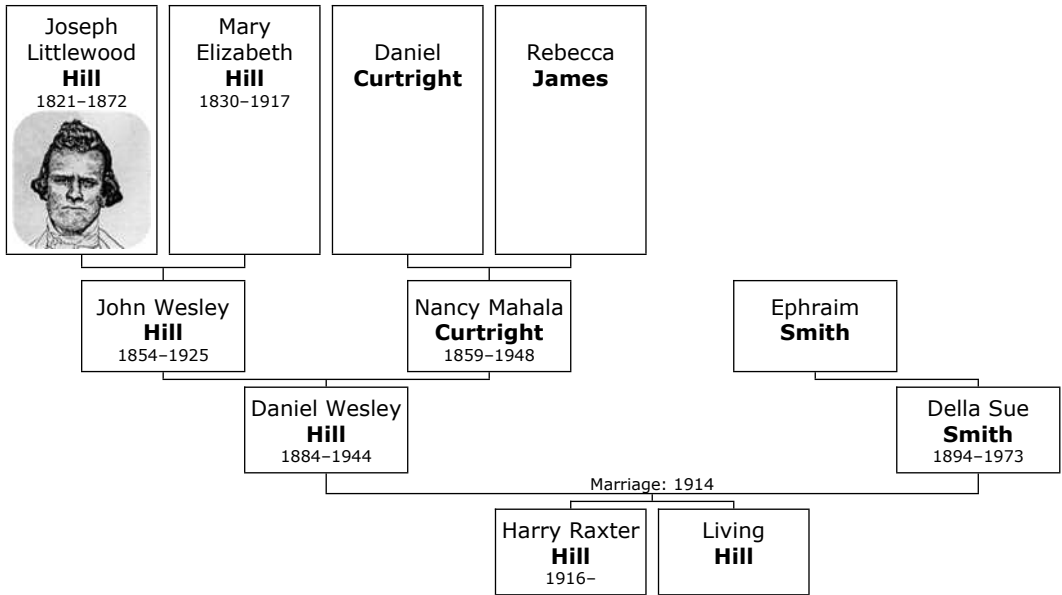 Joseph
Littlewood
Hill
1821–1872
Mary
Elizabeth
Hill
1830–1917
Daniel
Curtright
Rebecca
James
John Wesley
Hill
1854–1925
Nancy Mahala
Curtright
1859–1948
Ephraim
Smith
Daniel Wesley
Hill
1884–1944
Della Sue
Smith
1894–1973
Marriage: 1914
Harry Raxter
Hill
1916–
Living
Hill